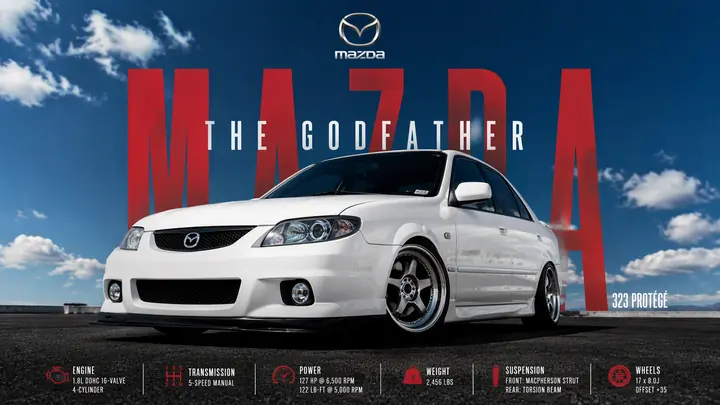 mazda
MAZDA
THE GODFATHER
323 PROTÉGÉ
ENGINE
1.8L DOHC 16-VALVE
4-CYLINDER
TRANSMISSION
5-SPEED MANUAL
POWER
127 HP @ 6,500 RPM
122 LB-FT @ 5,000 RPM
WEIGHT
2,456 LBS
SUSPENSION
FRONT: MACPHERSON STRUT
REAR: TORSION BEAM
WHEELS
17 x 8.0J
OFFSET +35